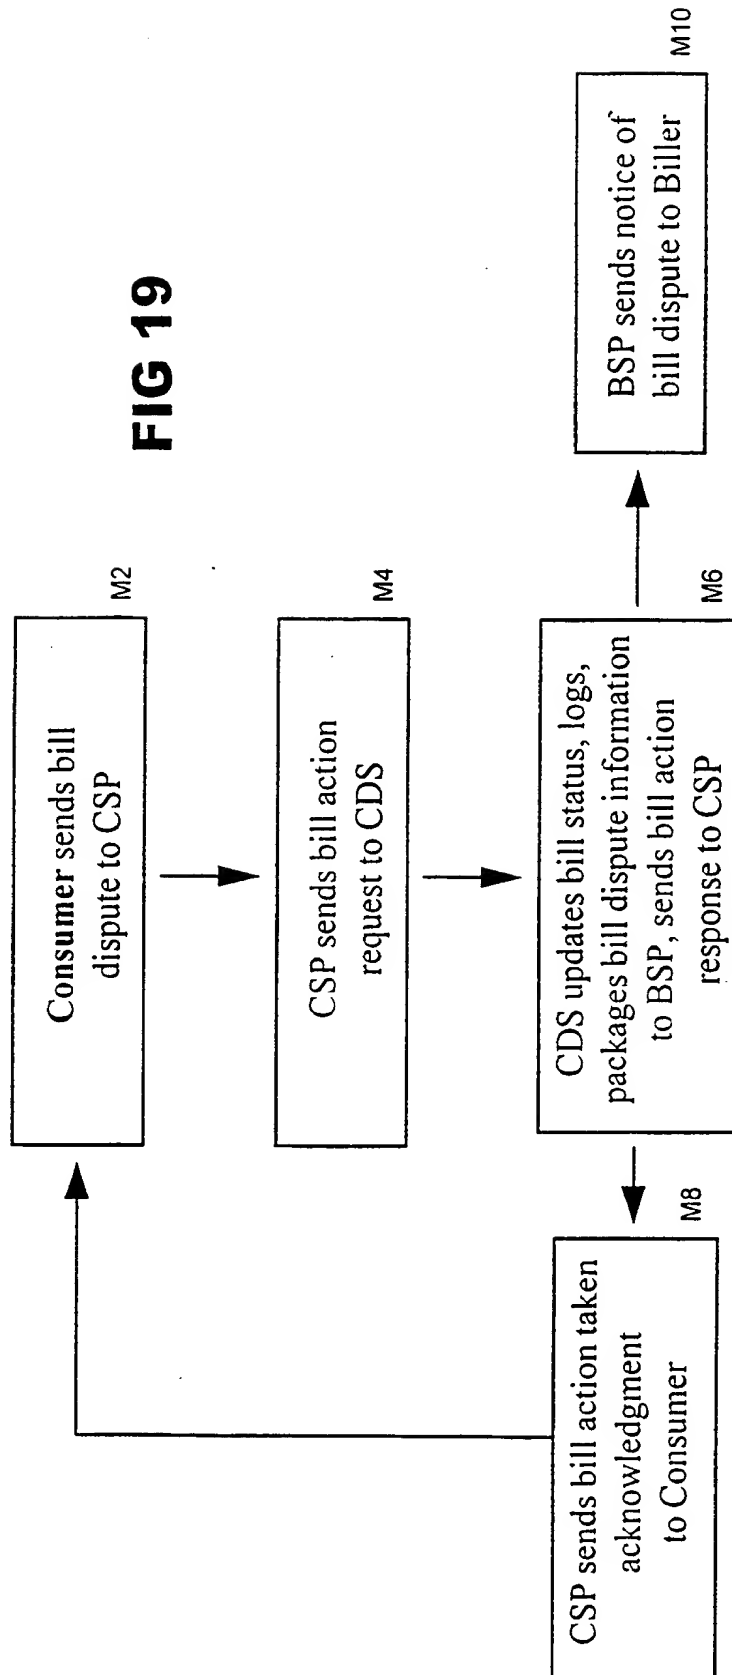 FIG 19
Consumer sends bill
dispute to CSP
M2
CSP sends bill action
request to CDS
M4
CDS updates bill status, logs,
packages bill dispute information
to BSP, sends bill action
response to CSP
M6
CSP sends bill action taken
acknowledgment
to Consumer
M8
BSP sends notice of
bill dispute to Biller
M10